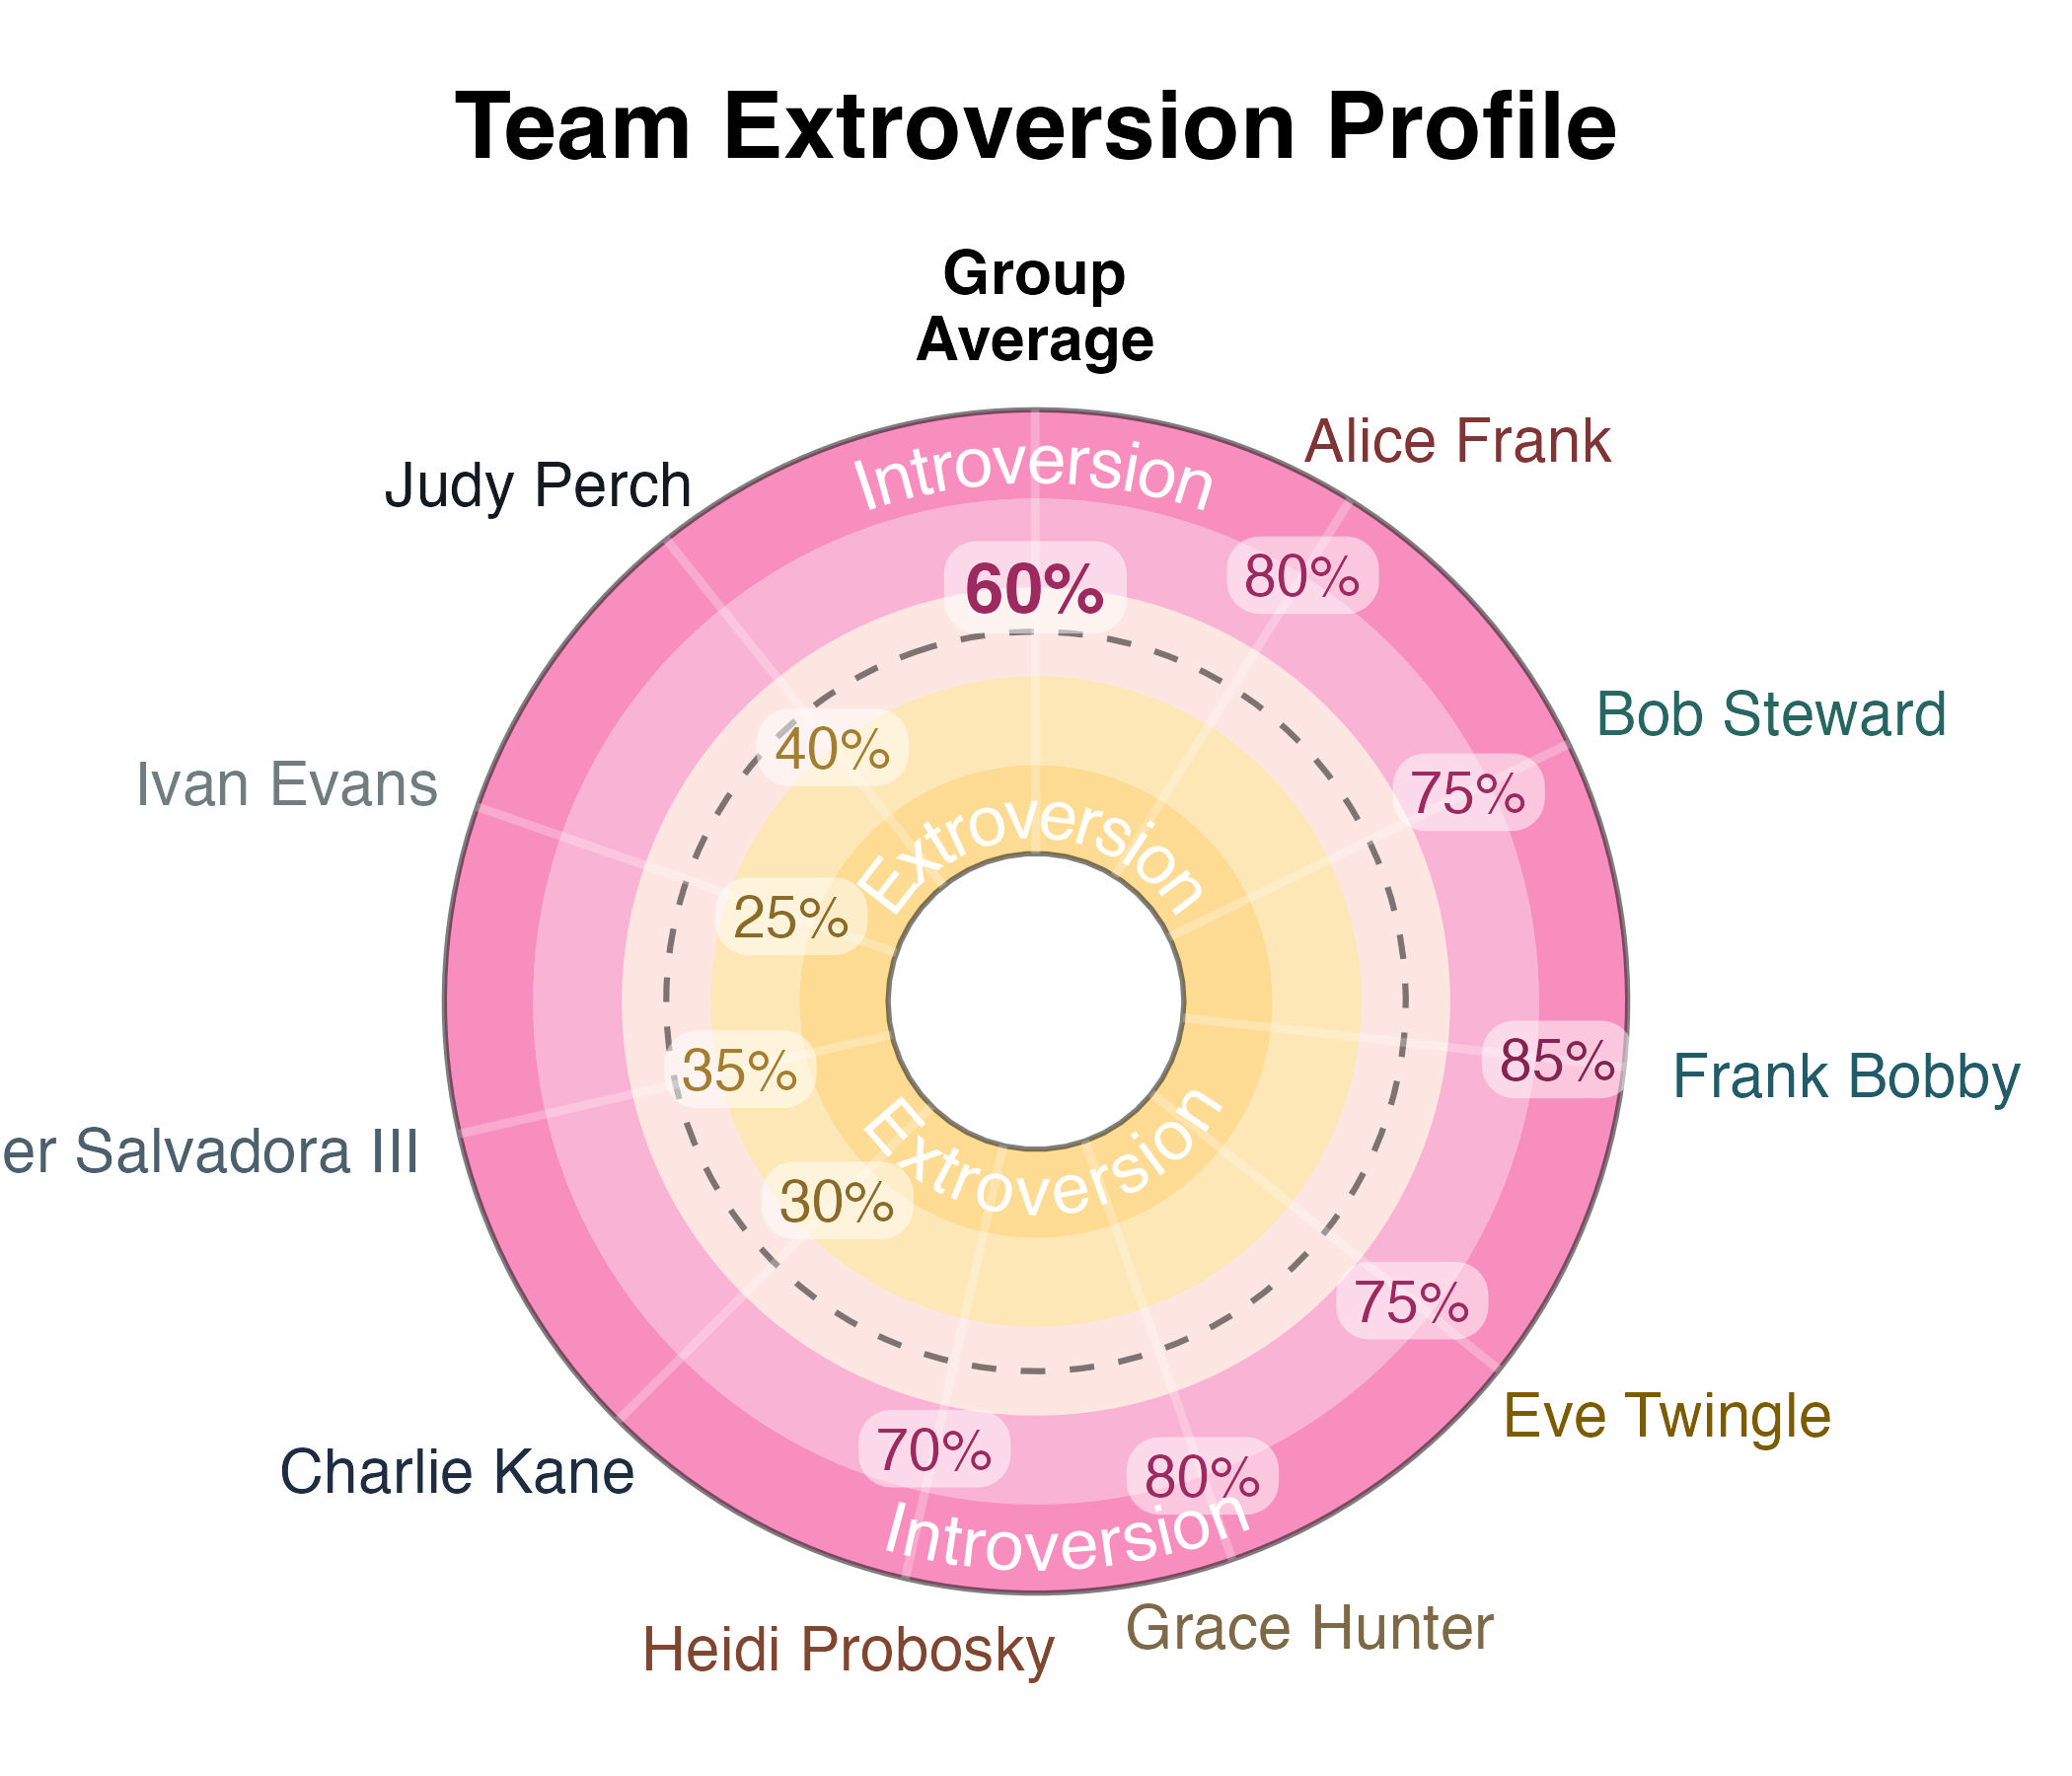 Team Extroversion Profile
Group
Average
Alice Frank
Judy Perch
Introversion
60%
80%
Bob Steward
40%
75%
Ivan Evans
Extroversion
25%
85%
Frank Bobby
35%
er Salvadora III
Extroversion
30%
75%
Eve Twingle
Charlie Kane
70%
80%
Introversion
Grace Hunter
Heidi Probosky